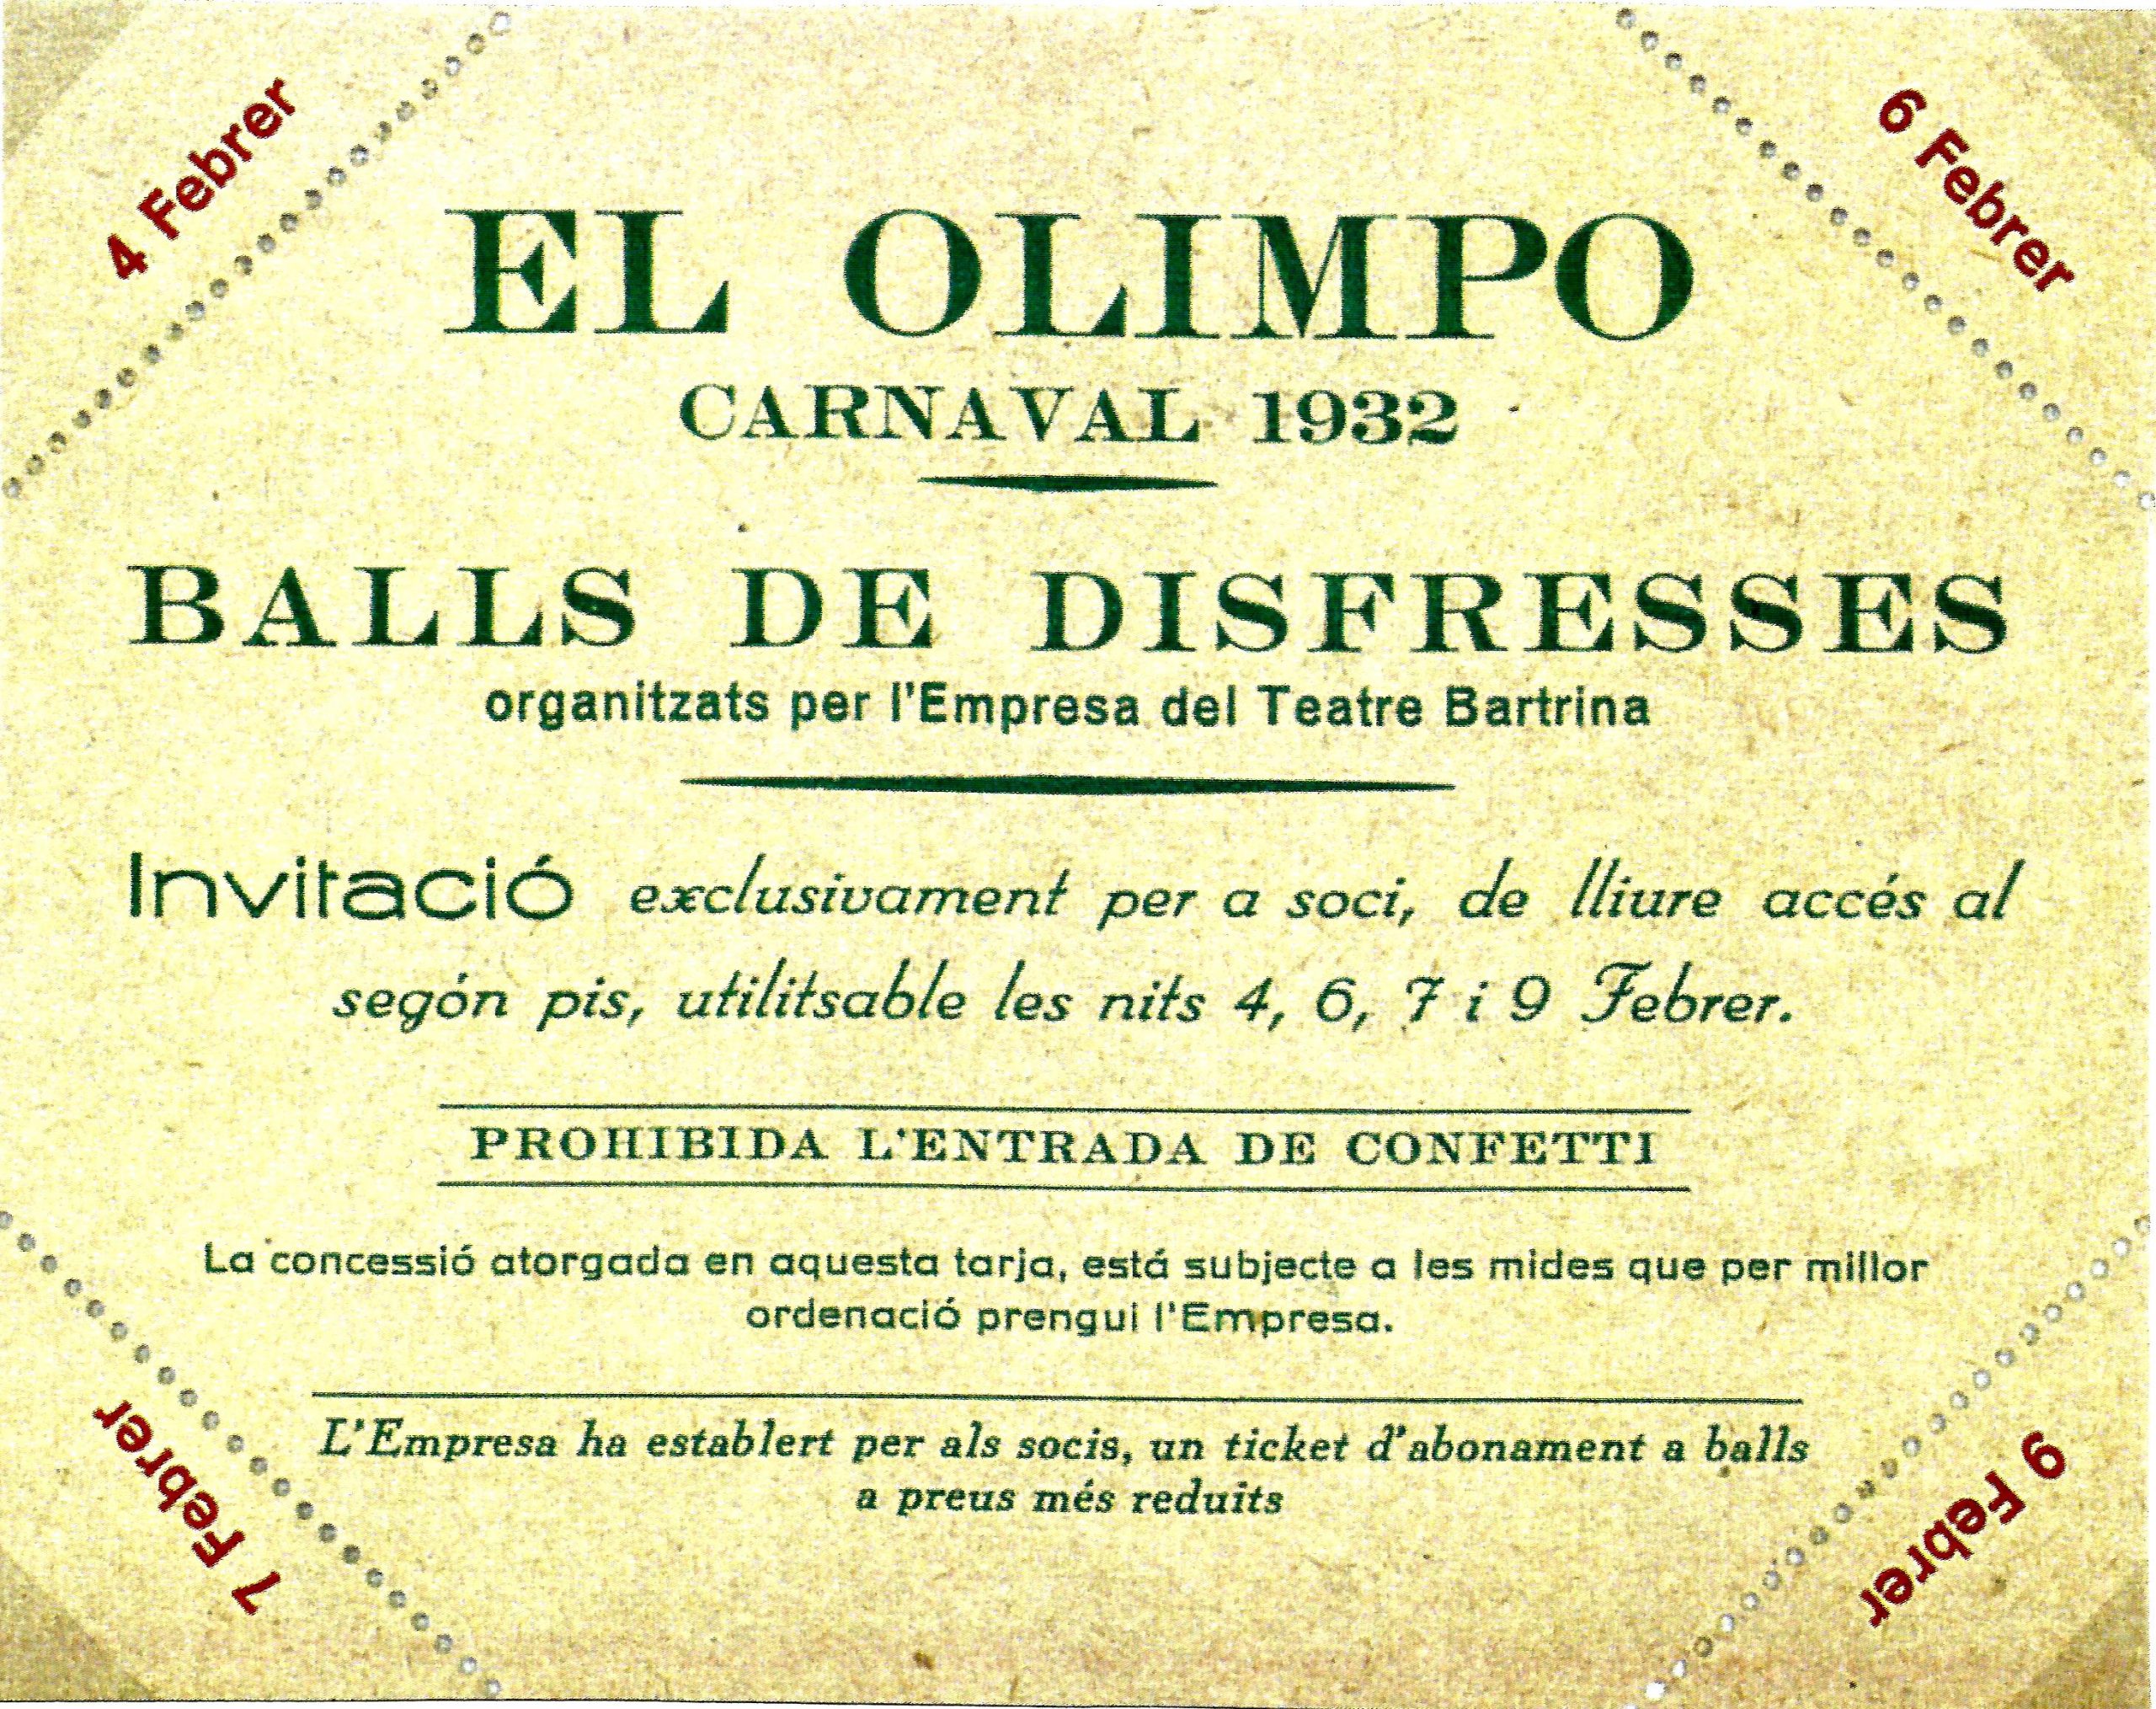 4 Febrer
6 Febrer
EL OLIMPO
CARNAVAL 1932
BALLS DE DISFRESSES
organitzats per l'Empresa del Teatre Bartrina
Invitació exclusivament per a soci, de lliure accés al
segón pis, utilitsable les nits 4, 6, 7 i 9 Febrer.
PROHIBIDA L'ENTRADA DE CONFETTI
La concessió atorgada en aquesta tarja, está subjecte a les mides que per millor
ordenació prengui l'Empresa.
L'Empresa ha establert per als socis, un ticket d'abonament a balls
a preus més reduits
7 Febrer
9 Febrer